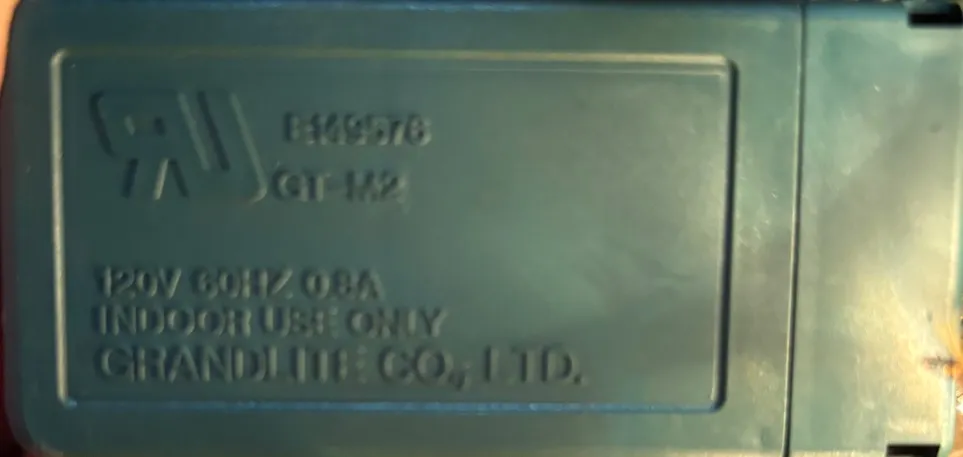 E149576
GT-M2
120V 60HZ 0.8A
INDOOR USE ONLY
GRANDLITE CO., LTD.